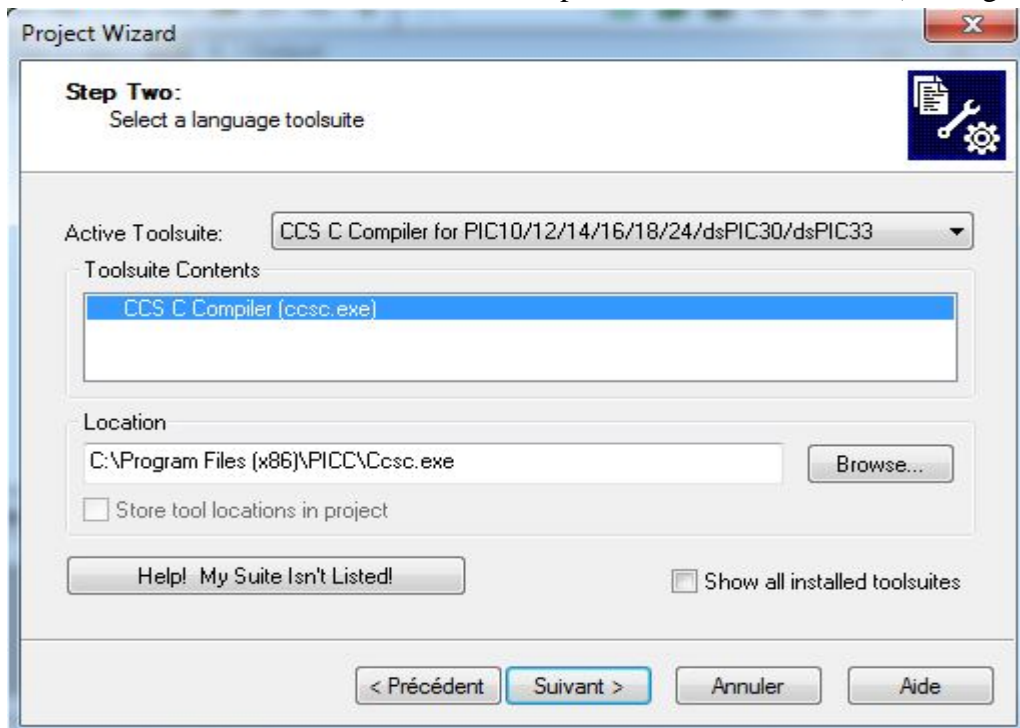 Project Wizard
Step Two:
Select a language toolsuite
Active Toolsuite:
CCS C Compiler for PIC10/12/14/16/18/24/dsPIC30/dsPIC33
Toolsuite Contents
CCS C Compiler (ccsc.exe)
Location
C:\Program Files (x86)\PICC\Ccsc.exe
Browse...
Store tool locations in project
Help! My Suite Isn't Listed!
Show all installed toolsuites
< Précédent
Suivant >
Annuler
Aide